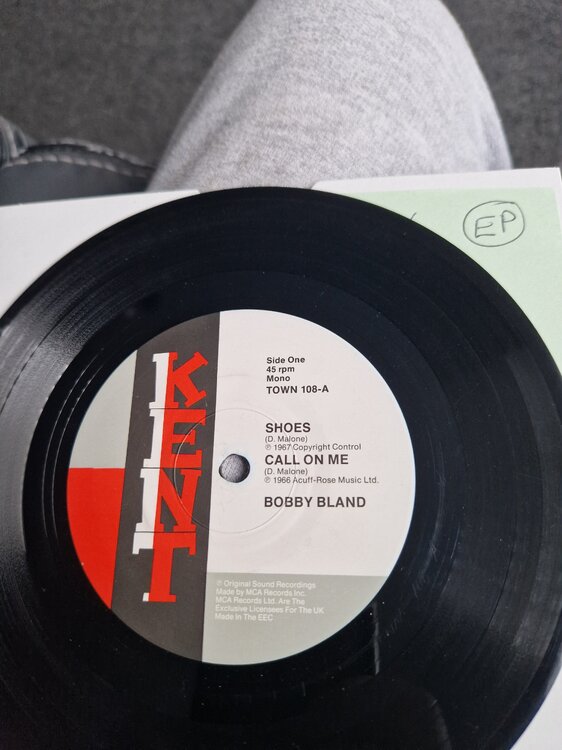 EP
KENT
Side One
45 rpm
Mono
TOWN 108-A
SHOES
(D. Malone)
℗ 1967 Copyright Control
CALL ON ME
(D. Malone)
℗ 1966 Acuff-Rose Music Ltd.
BOBBY BLAND
℗ Original Sound Recordings
Made by MCA Records Inc.
MCA Records Ltd. Are The
Exclusive Licensees For The UK
Made In The EEC